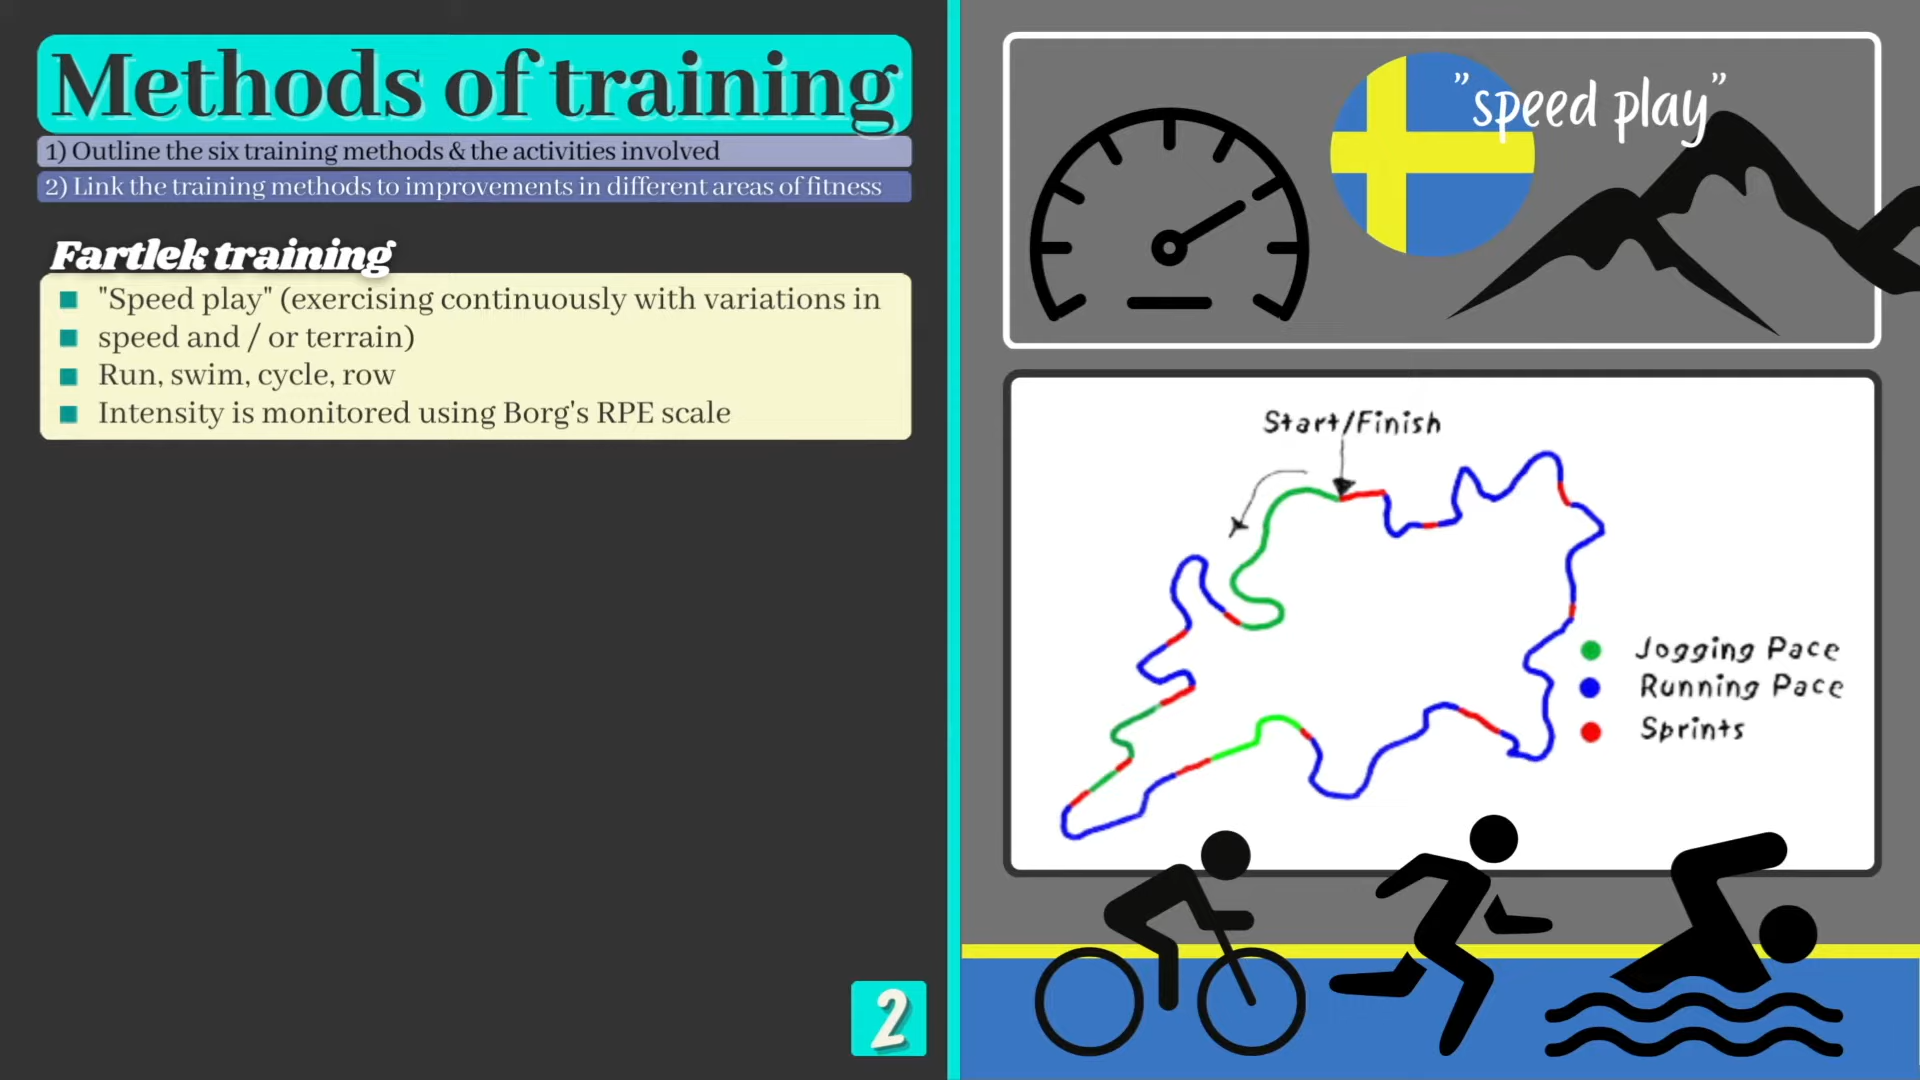 Methods of training
1) Outline the six training methods & the activities involved
2) Link the training methods to improvements in different areas of fitness
Fartlek training
"Speed play" (exercising continuously with variations in
speed and / or terrain)
Run, swim, cycle, row
Intensity is monitored using Borg's RPE scale
2
"speed play"
Start/Finish
Jogging Pace
Running Pace
Sprints